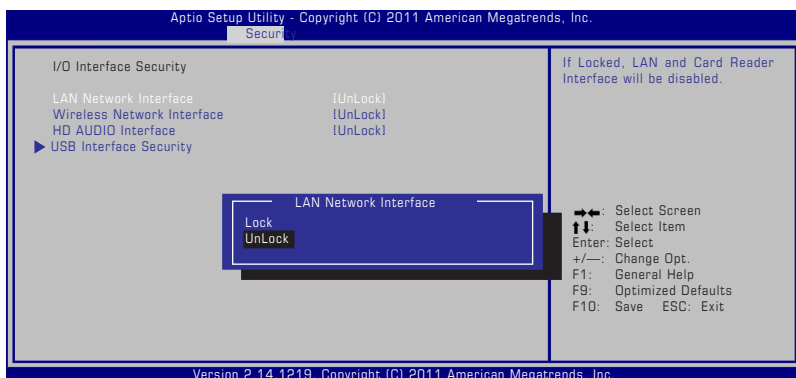 Aptio Setup Utility - Copyright (C) 2011 American Megatrends, Inc.
Security
I/O Interface Security
LAN Network Interface [UnLock]
Wireless Network Interface [UnLock]
HD AUDIO Interface [UnLock]
USB Interface Security
If Locked, LAN and Card Reader
Interface will be disabled.
LAN Network Interface
Lock
UnLock
→←: Select Screen
↑↓: Select Item
Enter: Select
+/—: Change Opt.
F1: General Help
F9: Optimized Defaults
F10: Save ESC: Exit
Version 2.14.1219. Copyright (C) 2011 American Megatrends, Inc.